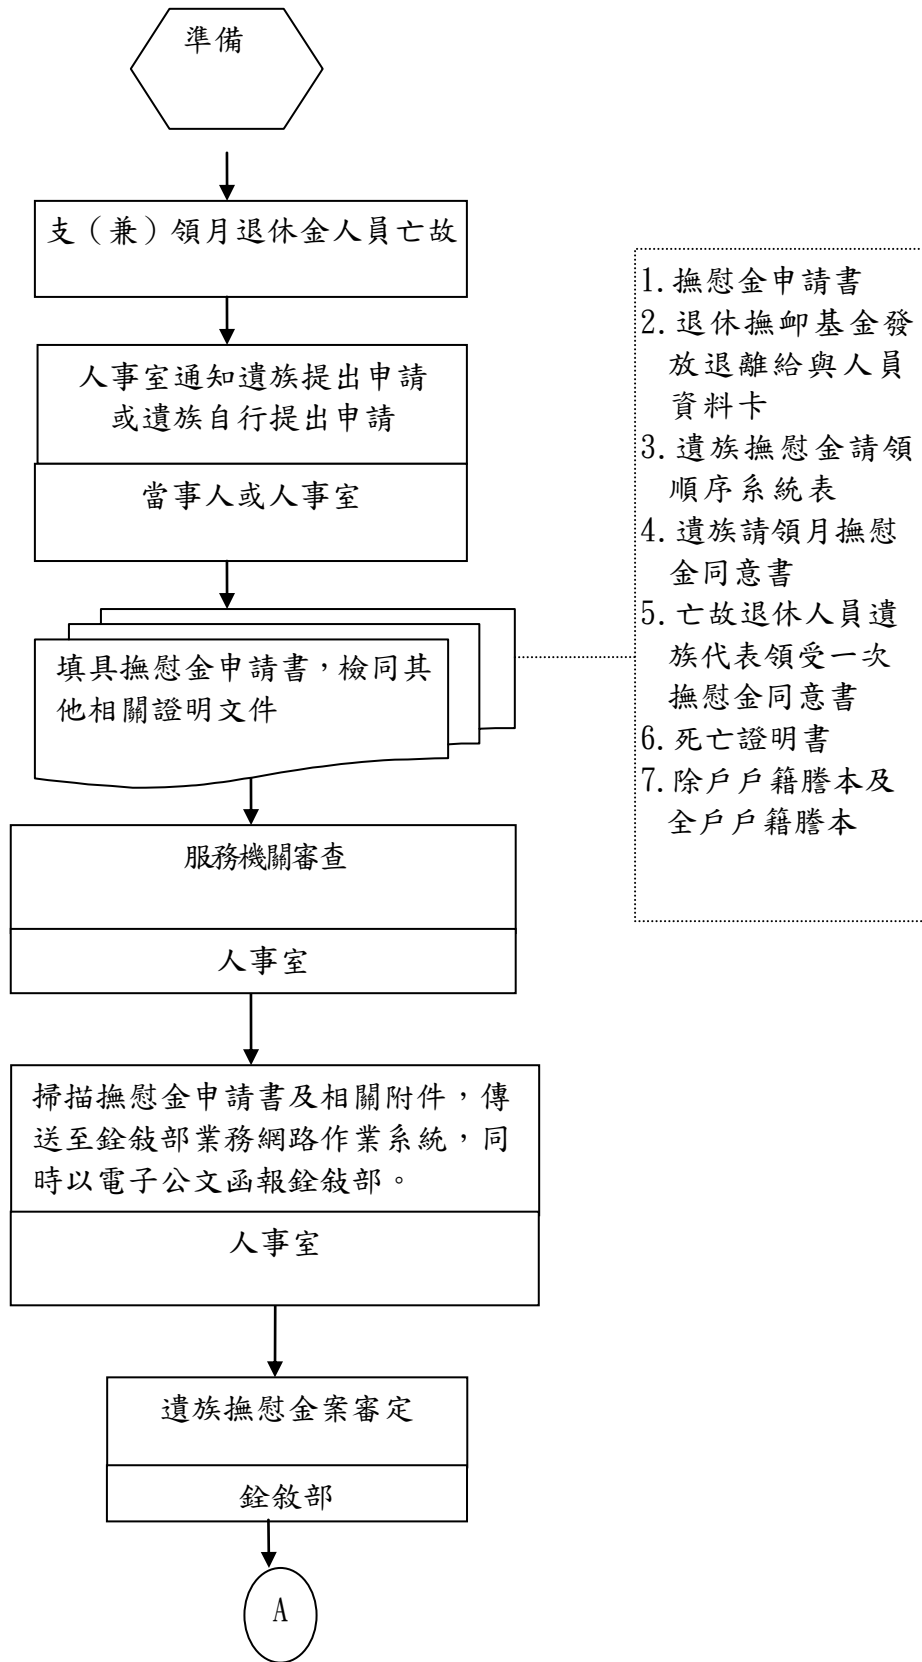 準備
支（兼）領月退休金人員亡故
人事室通知遺族提出申請
或遺族自行提出申請
當事人或人事室
填具撫慰金申請書，檢同其
他相關證明文件
1.撫慰金申請書
2.退休撫卹基金發
放退離給與人員
資料卡
3.遺族撫慰金請領
順序系統表
4.遺族請領月撫慰
金同意書
5.亡故退休人員遺
族代表領受一次
撫慰金同意書
6.死亡證明書
7.除戶戶籍謄本及
全戶戶籍謄本
服務機關審查
人事室
掃描撫慰金申請書及相關附件，傳
送至銓敘部業務網路作業系統，同
時以電子公文函報銓敘部。
人事室
遺族撫慰金案審定
銓敘部
A